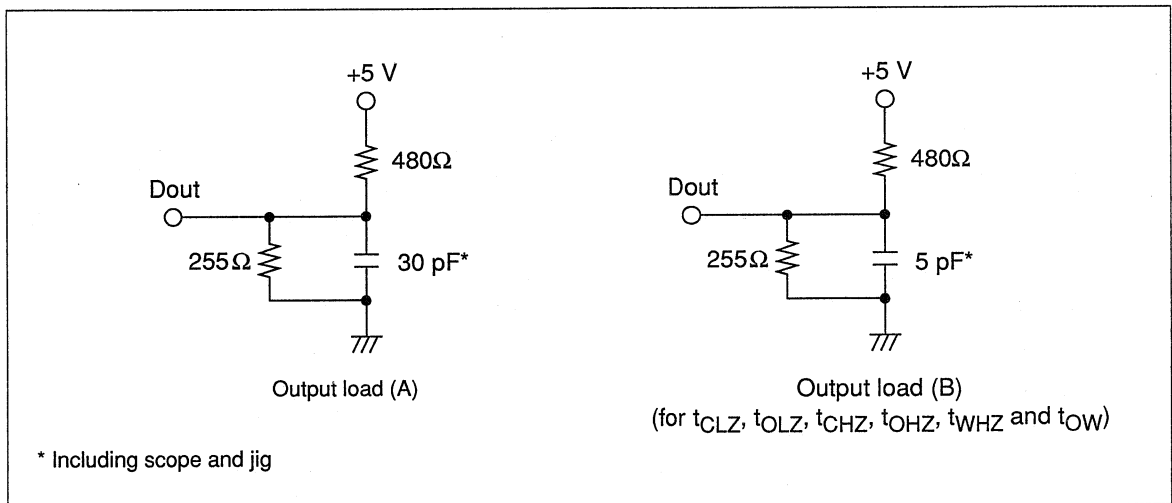 +5 V
480Ω
Dout
255Ω
30 pF*
Output load (A)
+5 V
480Ω
Dout
255Ω
5 pF*
Output load (B)
(for tCLZ, tOLZ, tCHZ, tOHZ, tWHZ and tOW)
* Including scope and jig